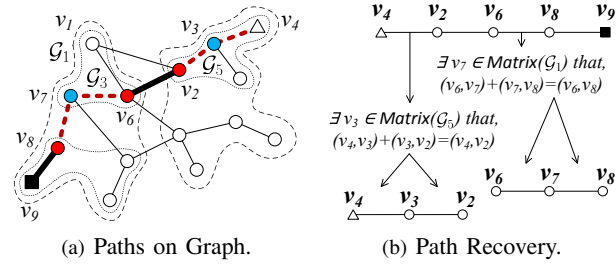 v1
v3
v4
G1
G3
G5
v2
v7
v6
v8
v9
(a) Paths on Graph.
v4 v2 v6 v8 v9
∃ v7 ∈ Matrix(G1) that,
(v6,v7)+(v7,v8)=(v6,v8)
∃ v3 ∈ Matrix(G5) that,
(v4,v3)+(v3,v2)=(v4,v2)
v6 v7 v8
v4 v3 v2
(b) Path Recovery.